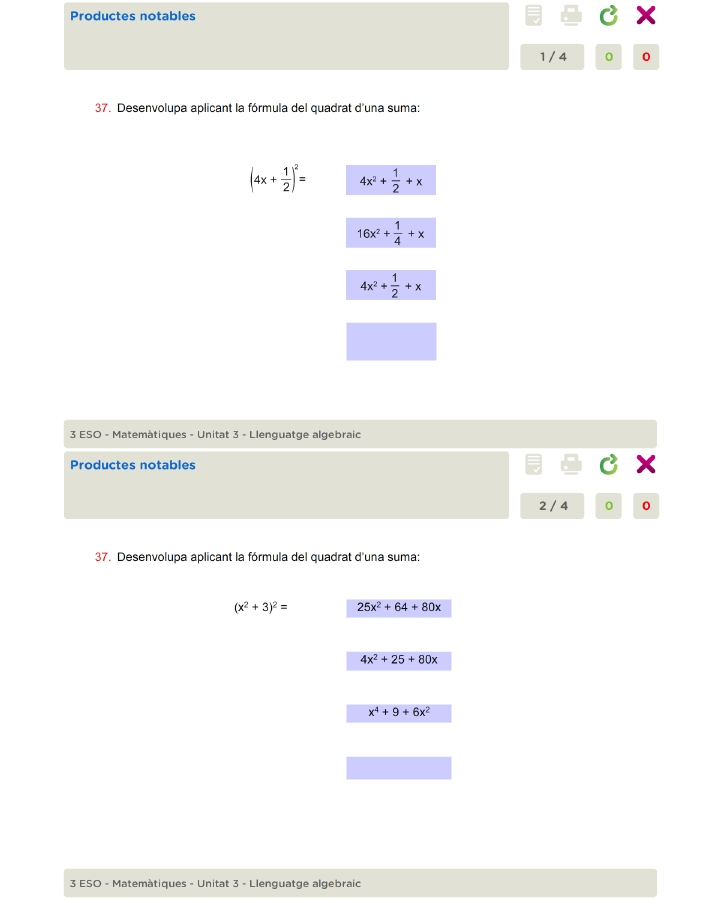 Productes notables
1 / 4
0
0
37. Desenvolupa aplicant la fórmula del quadrat d'una suma:
(4x + 1/2)² =
4x² + 1/2 + x
16x² + 1/4 + x
4x² + 1/2 + x
3 ESO - Matemàtiques - Unitat 3 - Llenguatge algebraic
Productes notables
2 / 4
0
0
37. Desenvolupa aplicant la fórmula del quadrat d'una suma:
(x² + 3)² =
25x² + 64 + 80x
4x² + 25 + 80x
x⁴ + 9 + 6x²
3 ESO - Matemàtiques - Unitat 3 - Llenguatge algebraic